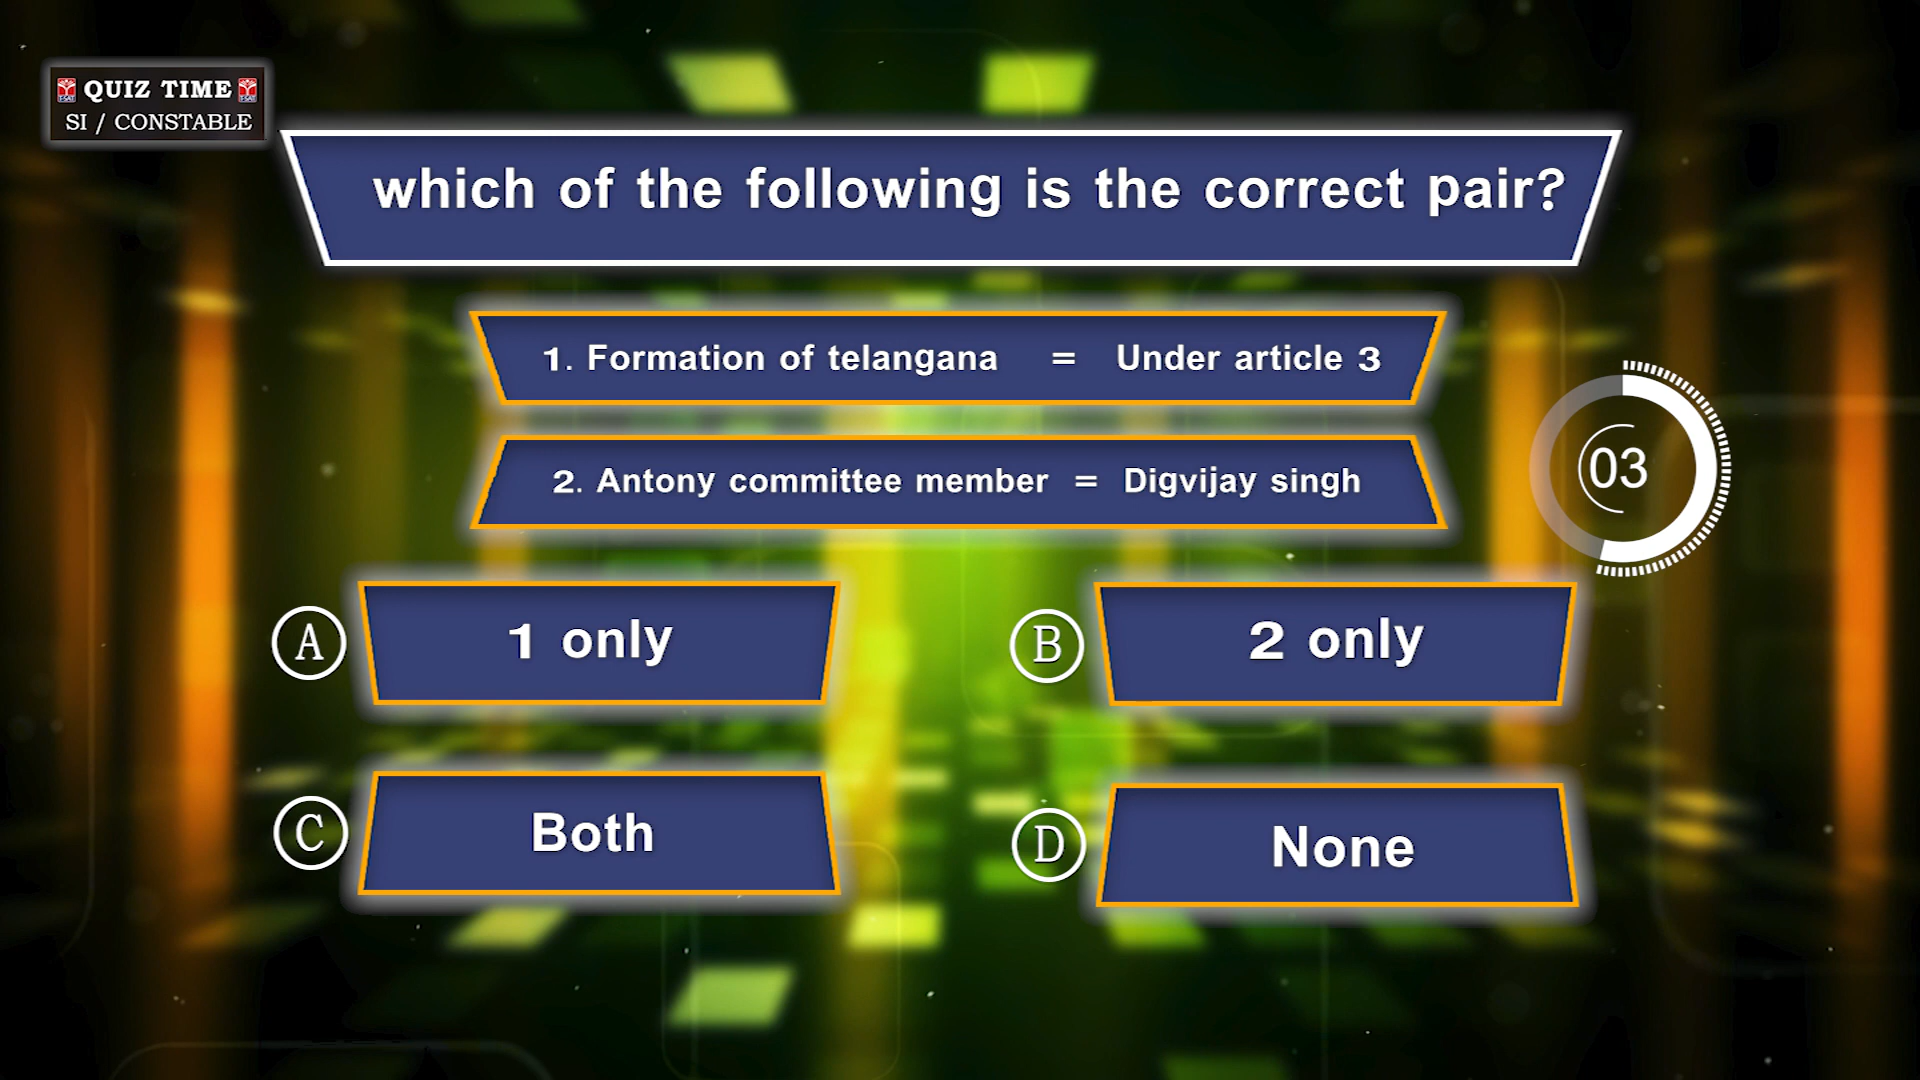 QUIZ TIME
SI / CONSTABLE
which of the following is the correct pair?
1. Formation of telangana = Under article 3
2. Antony committee member = Digvijay singh
03
A 1 only
B 2 only
C Both
D None